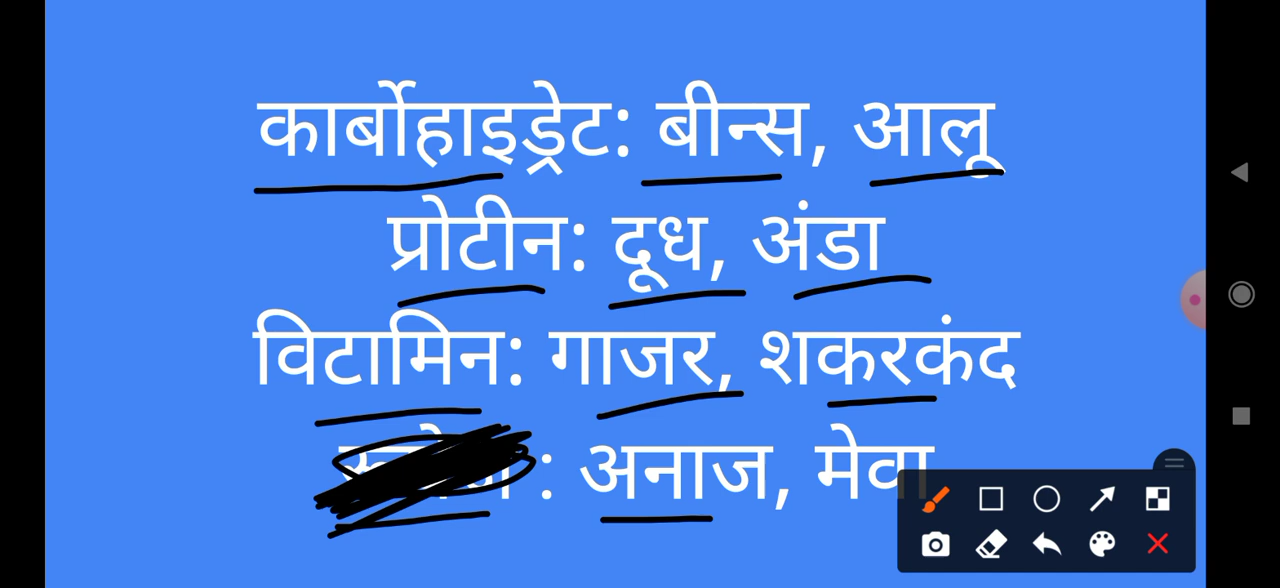 कार्बोहाइड्रेट: बीन्स, आलू
प्रोटीन: दूध, अंडा
विटामिन: गाजर, शकरकंद
: अनाज, मेवा